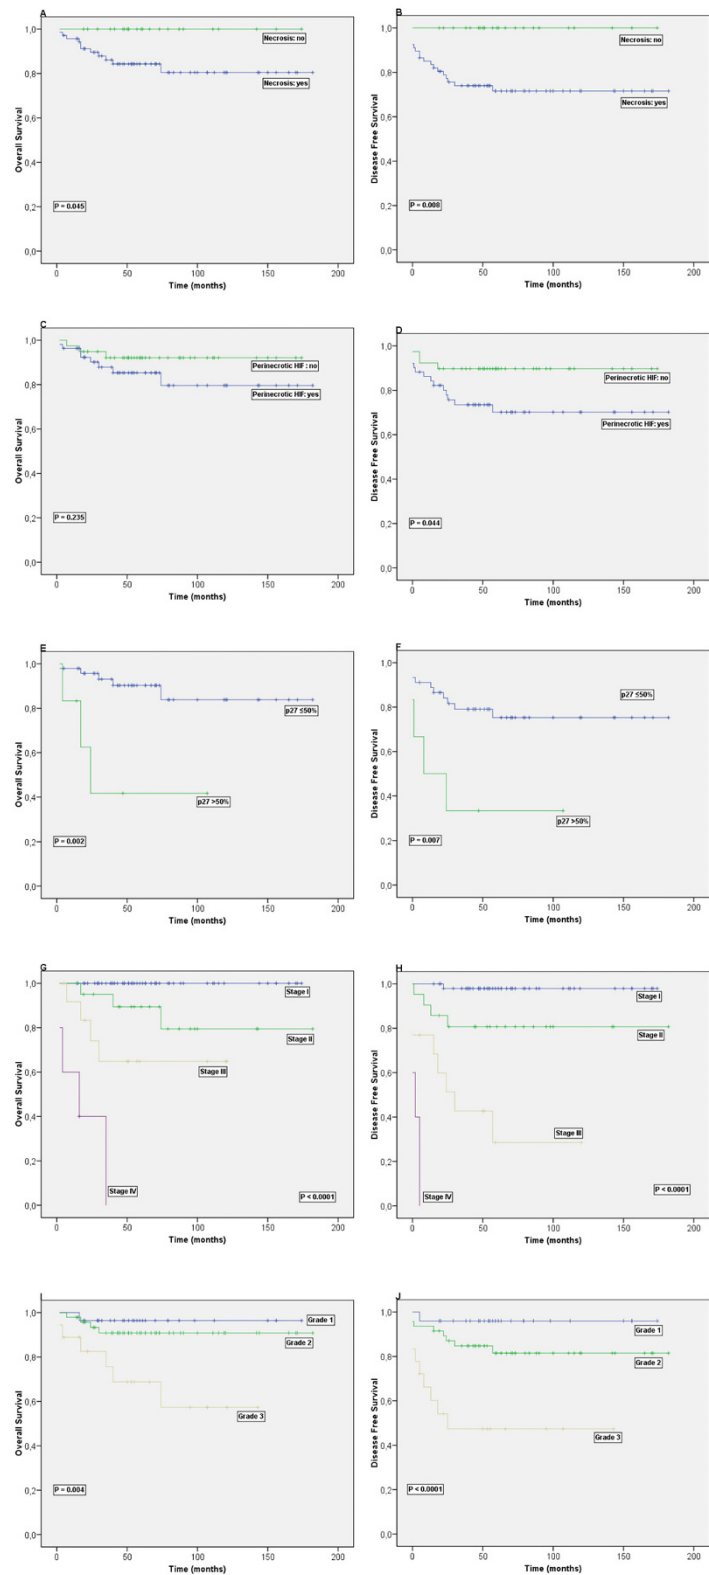 A
Overall Survival
1,0
0,8
0,6
0,4
0,2
0,0
Necrosis: no
Necrosis: yes
P = 0.045
0
50
100
150
200
Time (months)
B
Disease Free Survival
1,0
0,8
0,6
0,4
0,2
0,0
Necrosis: no
Necrosis: yes
P = 0.008
0
50
100
150
200
Time (months)
C
Overall Survival
1,0
0,8
0,6
0,4
0,2
0,0
Perinecrotic HIF: no
Perinecrotic HIF: yes
P = 0.235
0
50
100
150
200
Time (months)
D
Disease Free Survival
1,0
0,8
0,6
0,4
0,2
0,0
Perinecrotic HIF: no
Perinecrotic HIF: yes
P = 0.044
0
50
100
150
200
Time (months)
E
Overall Survival
1,0
0,8
0,6
0,4
0,2
0,0
p27 ≤50%
p27 >50%
P = 0.002
0
50
100
150
200
Time (months)
F
Disease Free Survival
1,0
0,8
0,6
0,4
0,2
0,0
p27 ≤50%
p27 >50%
P = 0.007
0
50
100
150
200
Time (months)
G
Overall Survival
1,0
0,8
0,6
0,4
0,2
0,0
Stage I
Stage II
Stage III
Stage IV
P < 0.0001
0
50
100
150
200
Time (months)
H
Disease Free Survival
1,0
0,8
0,6
0,4
0,2
0,0
Stage I
Stage II
Stage III
Stage IV
P < 0.0001
0
50
100
150
200
Time (months)
I
Overall Survival
1,0
0,8
0,6
0,4
0,2
0,0
Grade 1
Grade 2
Grade 3
P = 0.004
0
50
100
150
200
Time (months)
J
Disease Free Survival
1,0
0,8
0,6
0,4
0,2
0,0
Grade 1
Grade 2
Grade 3
P < 0.0001
0
50
100
150
200
Time (months)